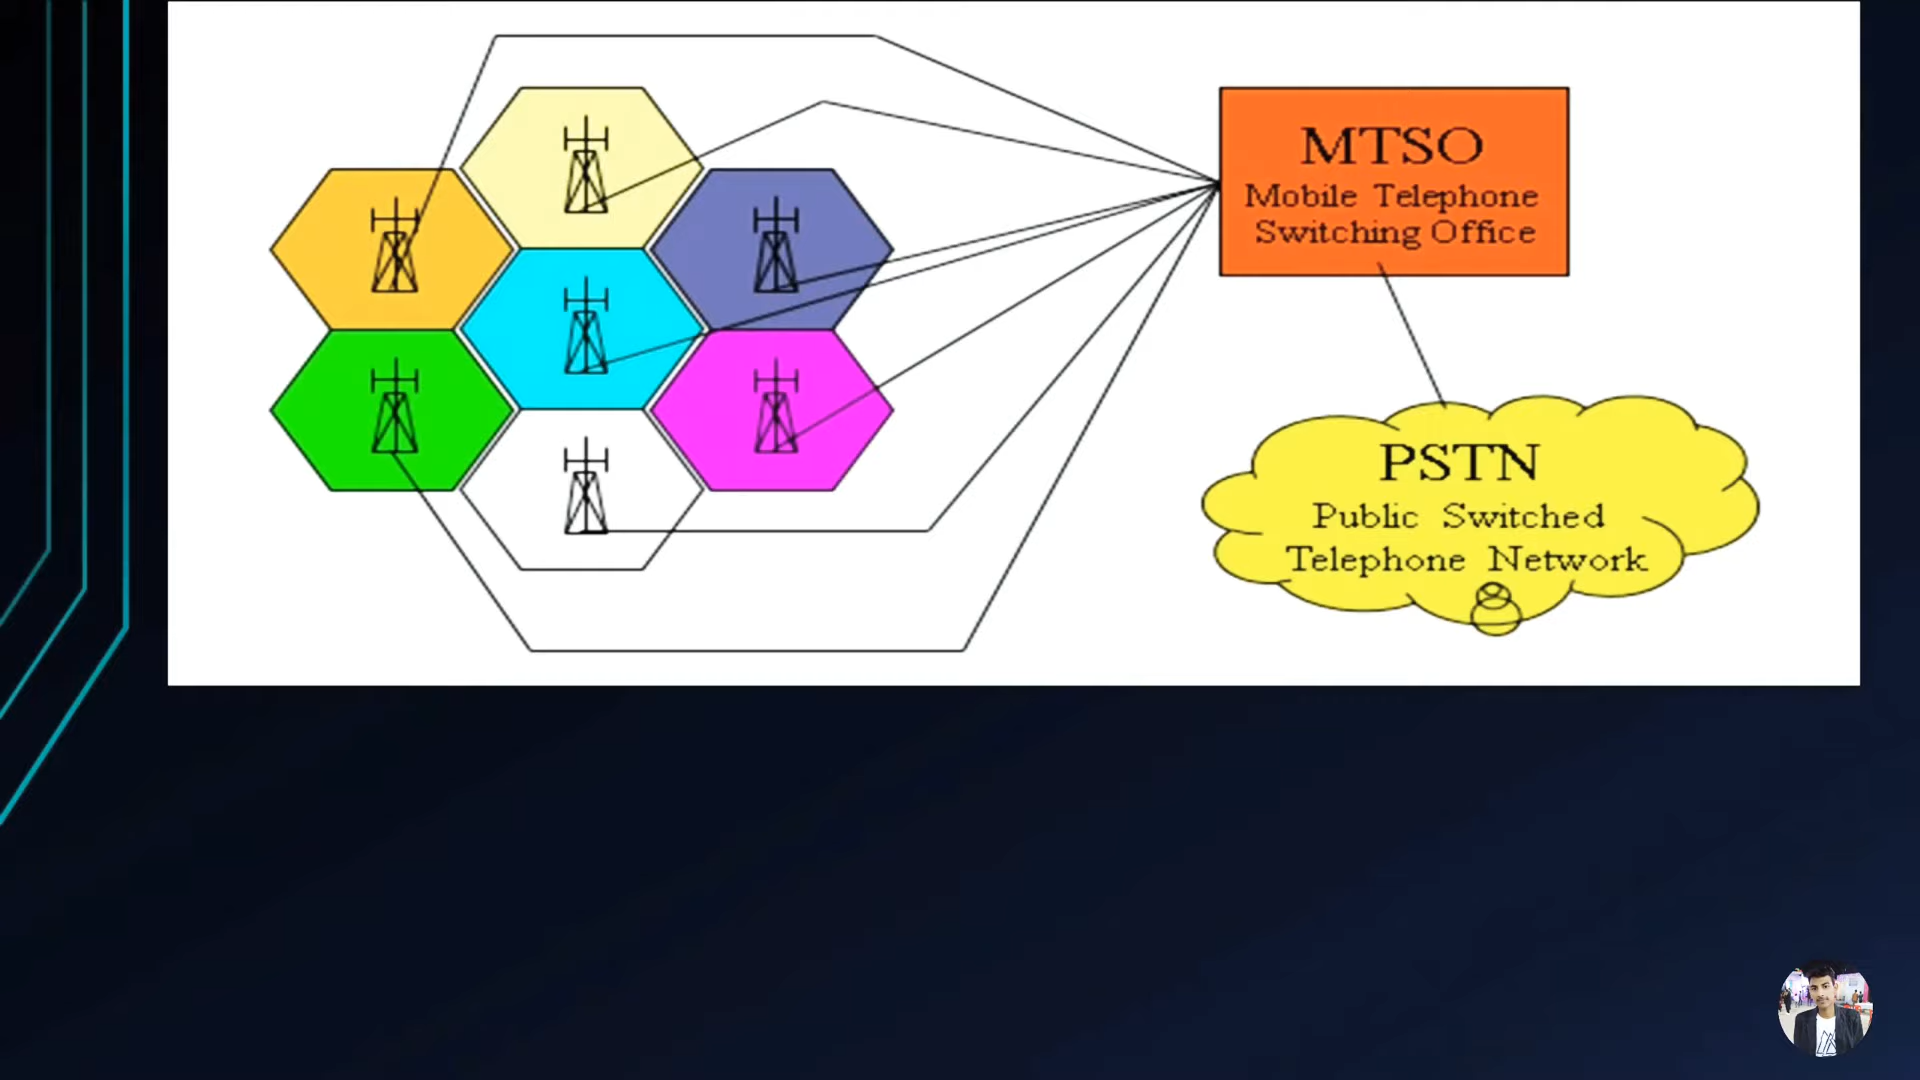 MTSO
Mobile Telephone
Switching Office
PSTN
Public Switched
Telephone Network